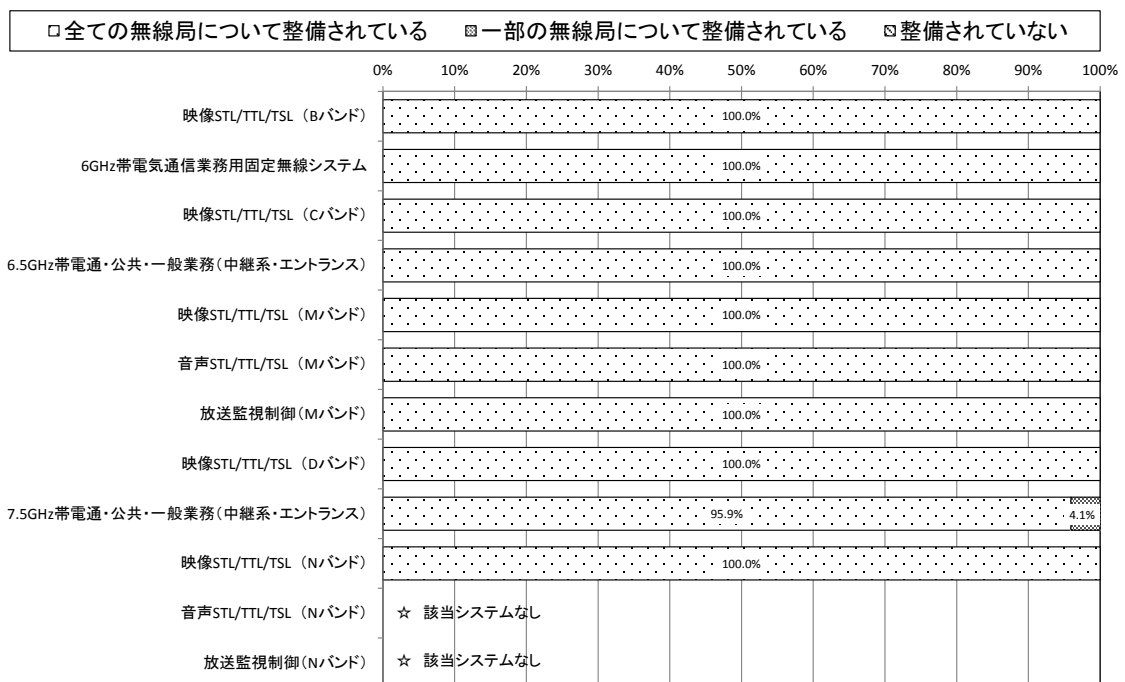 全ての無線局について整備されている 一部の無線局について整備されている 整備されていない
0% 10% 20% 30% 40% 50% 60% 70% 80% 90% 100%
映像STL/TTL/TSL（Bバンド） 100.0%
6GHz帯電気通信業務用固定無線システム 100.0%
映像STL/TTL/TSL（Cバンド） 100.0%
6.5GHz帯電通・公共・一般業務（中継系・エントランス） 100.0%
映像STL/TTL/TSL（Mバンド） 100.0%
音声STL/TTL/TSL（Mバンド） 100.0%
放送監視制御（Mバンド） 100.0%
映像STL/TTL/TSL（Dバンド） 100.0%
7.5GHz帯電通・公共・一般業務（中継系・エントランス） 95.9% 4.1%
映像STL/TTL/TSL（Nバンド） 100.0%
音声STL/TTL/TSL（Nバンド） ☆ 該当システムなし
放送監視制御（Nバンド） ☆ 該当システムなし